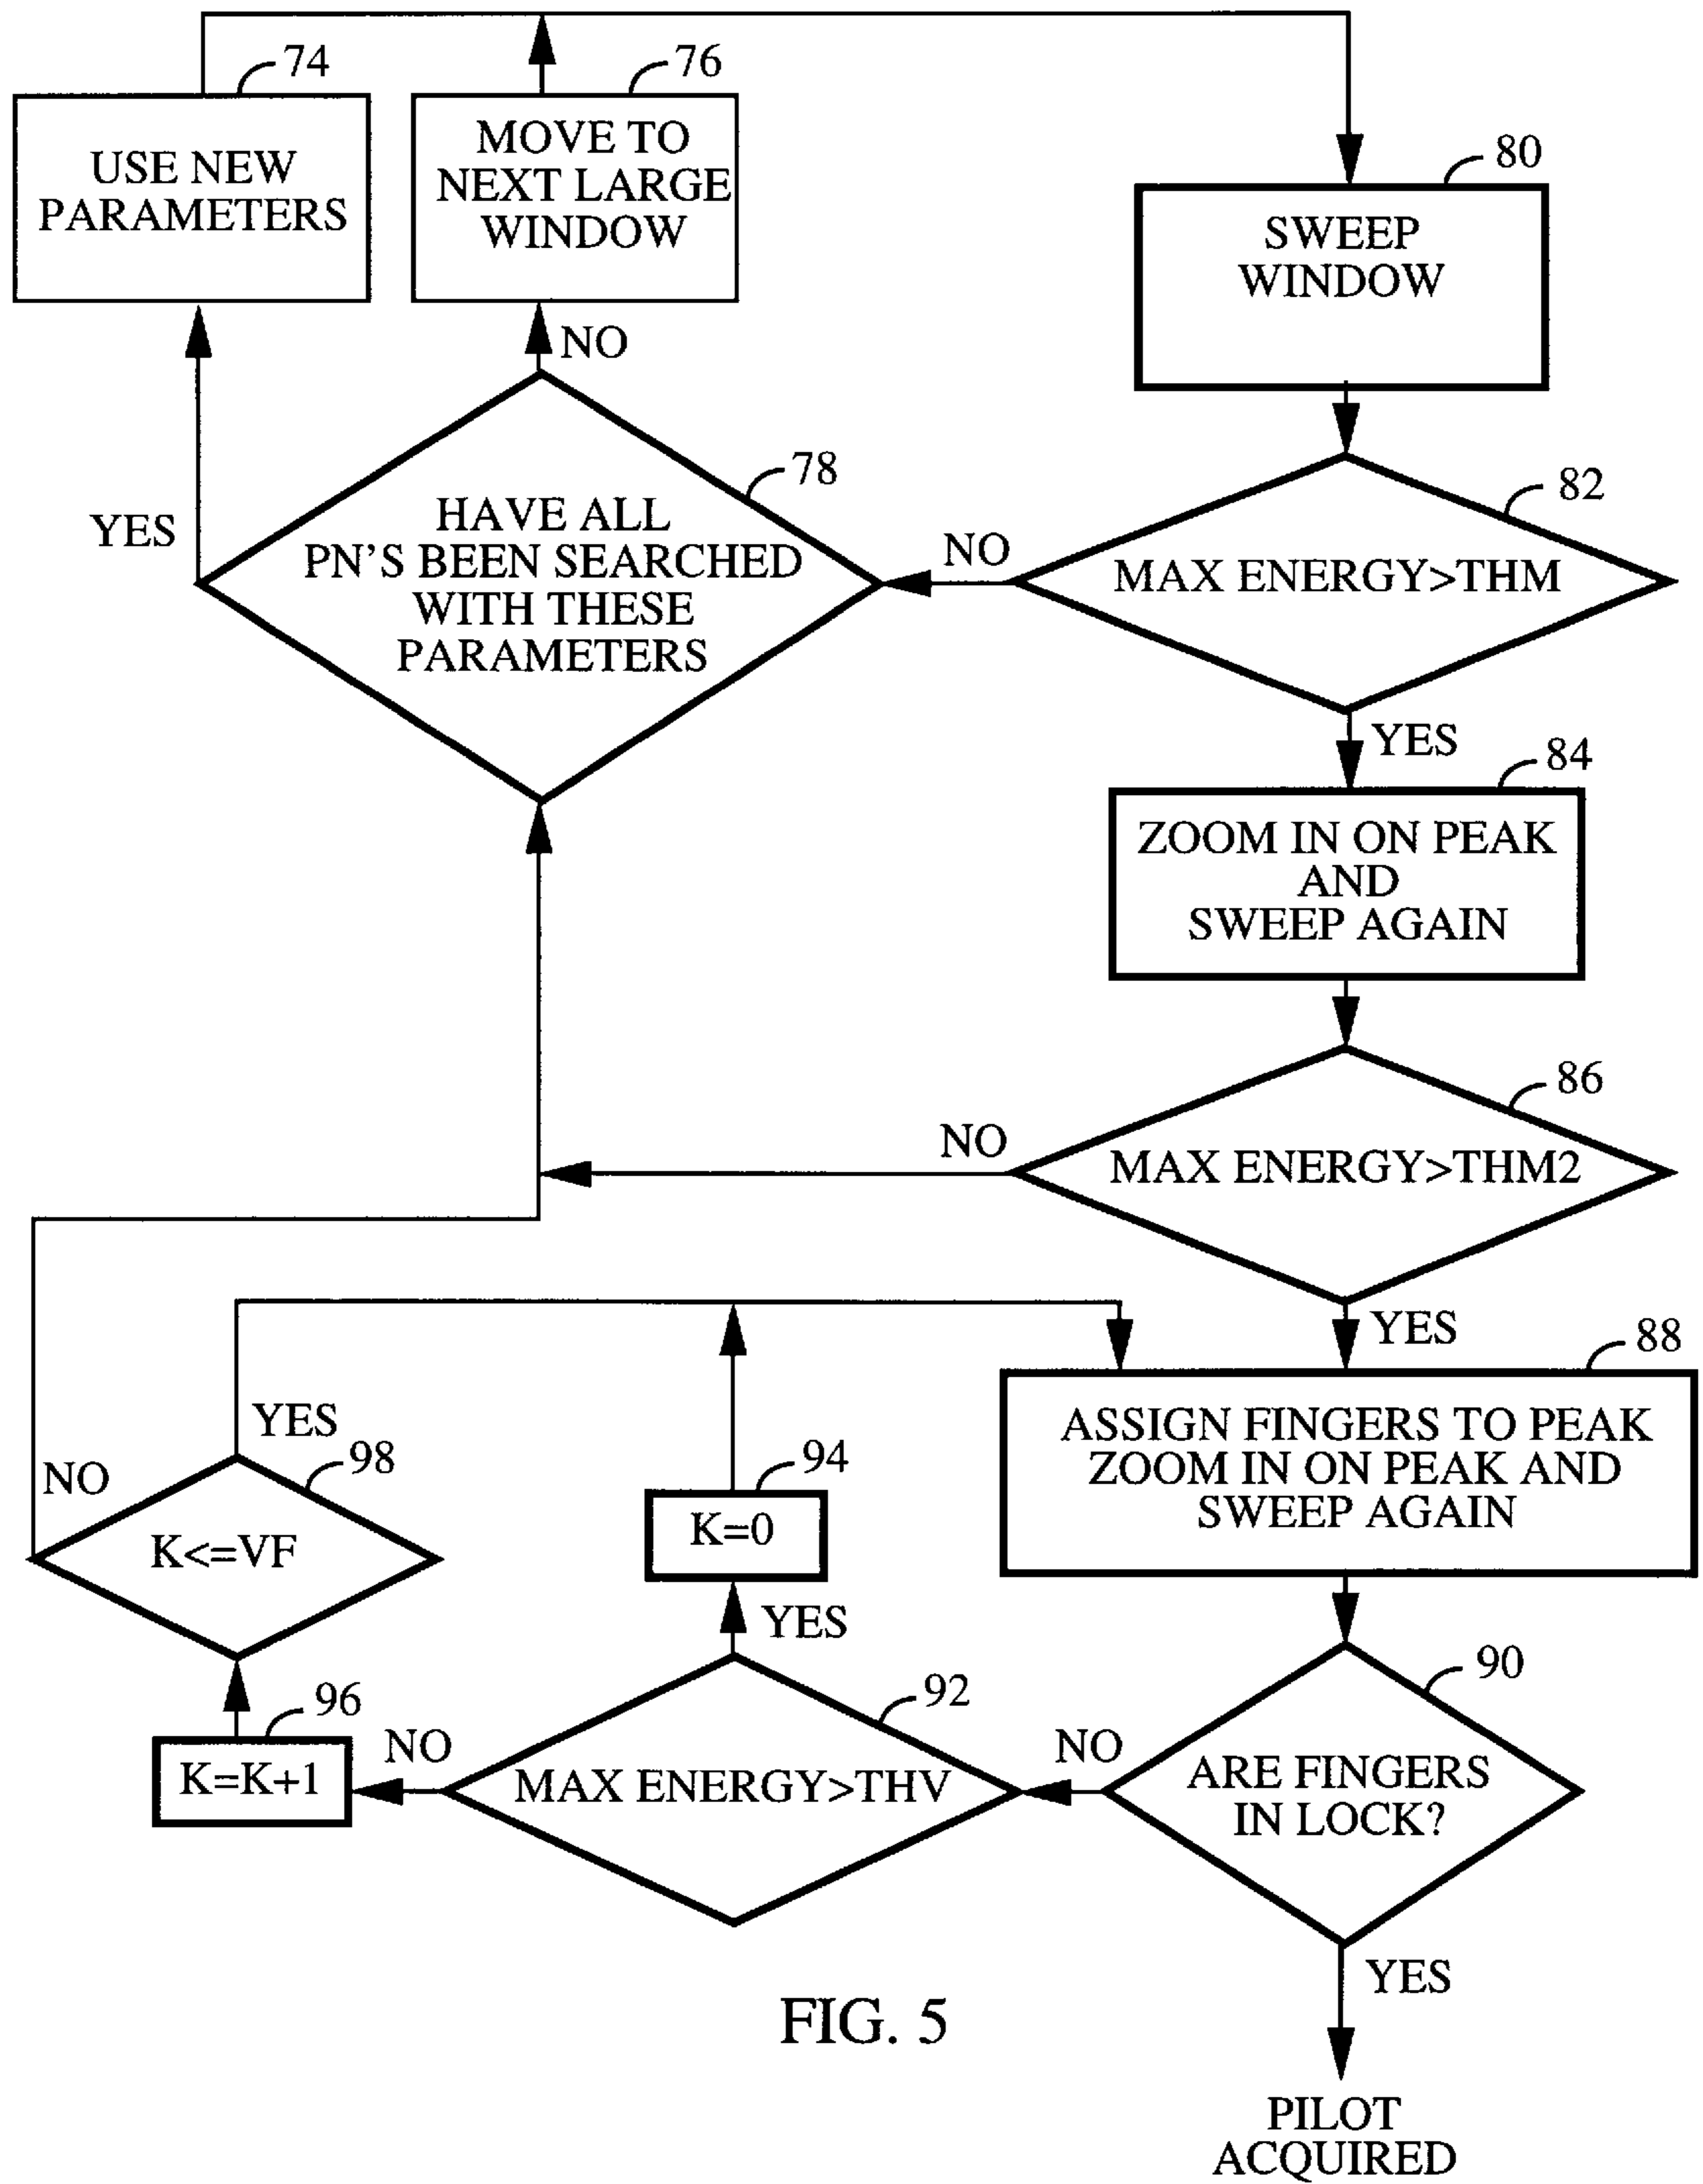 74
76
USE NEW
PARAMETERS
MOVE TO
NEXT LARGE
WINDOW
80
SWEEP
WINDOW
NO
78
YES
HAVE ALL
PN'S BEEN SEARCHED
WITH THESE
PARAMETERS
82
NO
MAX ENERGY>THM
YES
84
ZOOM IN ON PEAK
AND
SWEEP AGAIN
86
NO
MAX ENERGY>THM2
YES
88
ASSIGN FINGERS TO PEAK
ZOOM IN ON PEAK AND
SWEEP AGAIN
YES
98
NO
K<=VF
94
K=0
YES
96
K=K+1
NO
92
MAX ENERGY>THV
NO
90
ARE FINGERS
IN LOCK?
YES
FIG. 5
PILOT
ACQUIRED